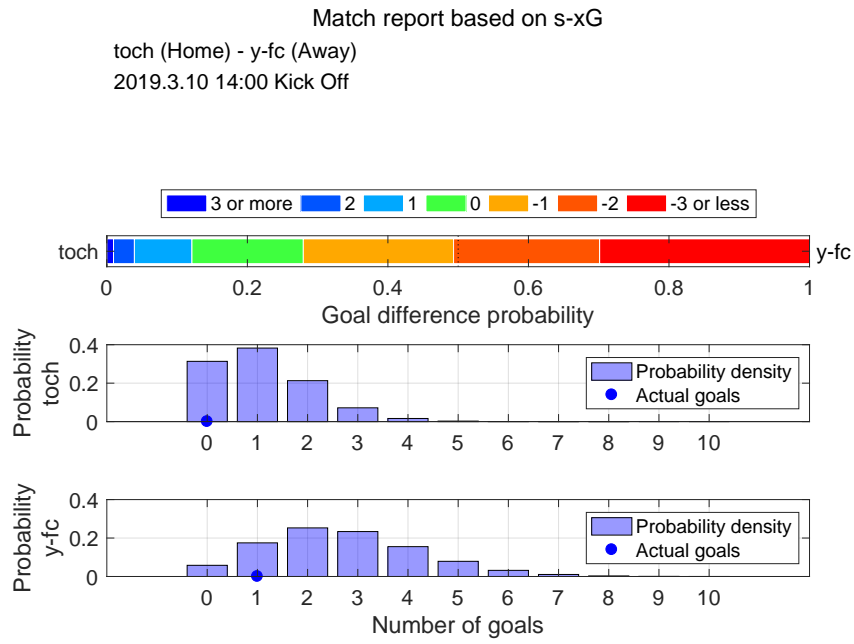 Match report based on s-xG
toch (Home) - y-fc (Away)
2019.3.10 14:00 Kick Off
3 or more 2 1 0 -1 -2 -3 or less
toch y-fc
0 0.2 0.4 0.6 0.8 1
Goal difference probability
Probability
toch
0.4
0.2
0
Probability density
Actual goals
0 1 2 3 4 5 6 7 8 9 10
Probability
y-fc
0.4
0.2
0
Probability density
Actual goals
0 1 2 3 4 5 6 7 8 9 10
Number of goals